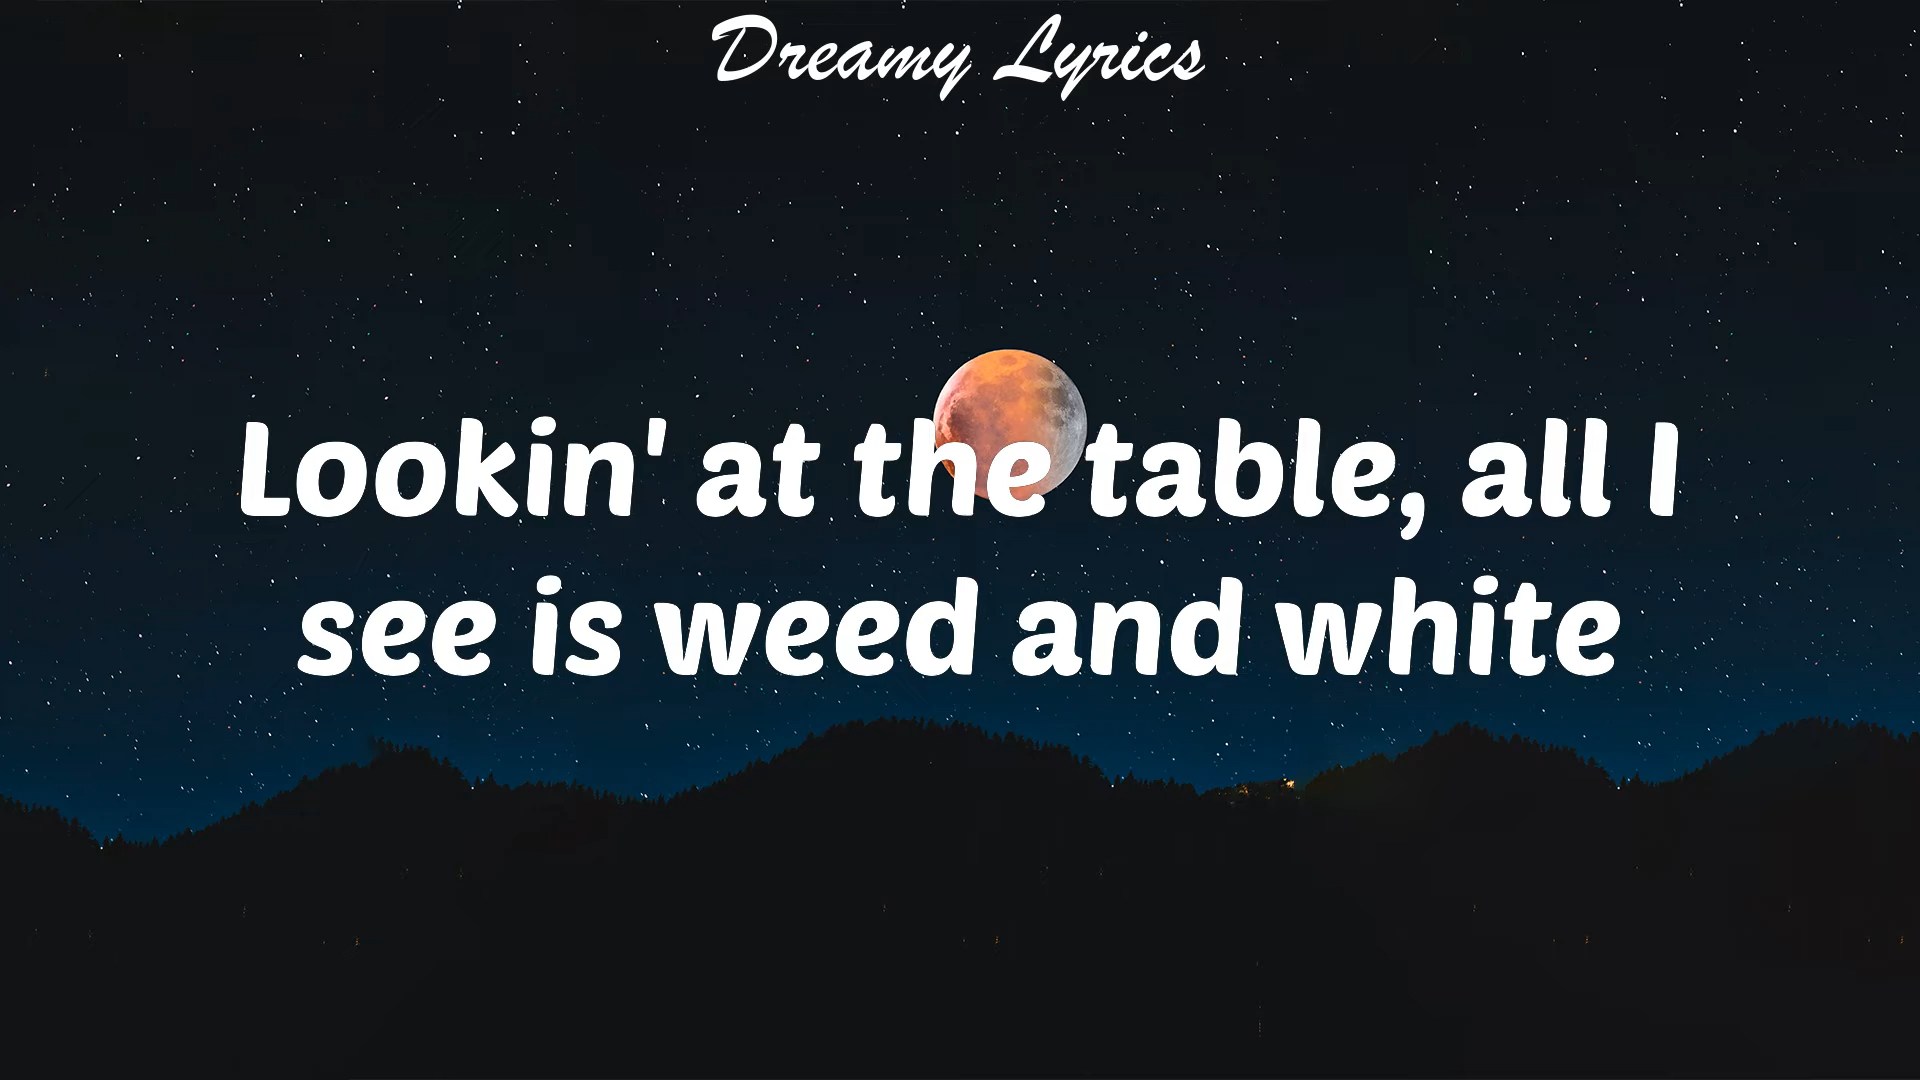 Dreamy Lyrics
Lookin' at the table, all I
see is weed and white